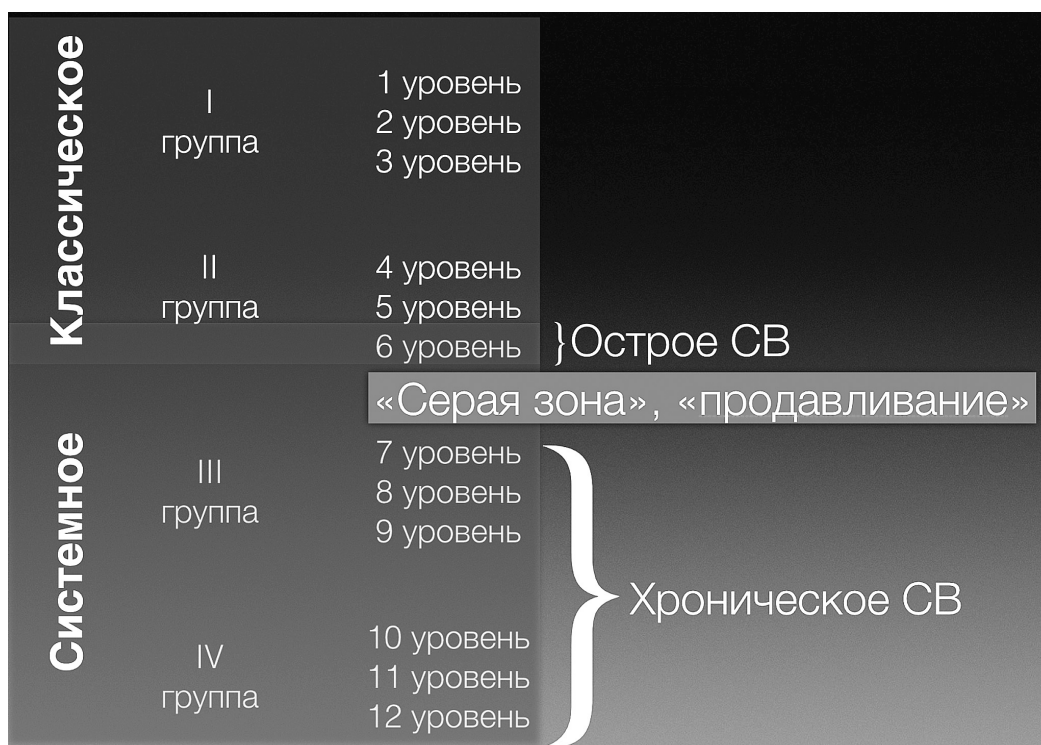 Классическое
I
группа
1 уровень
2 уровень
3 уровень
II
группа
4 уровень
5 уровень
6 уровень
}Острое СВ
«Серая зона», «продавливание»
Системное
III
группа
7 уровень
8 уровень
9 уровень
Хроническое СВ
IV
группа
10 уровень
11 уровень
12 уровень